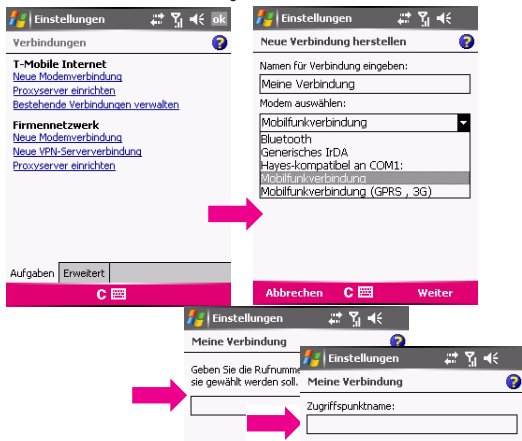 Einstellungen
ok
Verbindungen
T-Mobile Internet
Neue Modemverbindung
Proxyserver einrichten
Bestehende Verbindungen verwalten
Firmennetzwerk
Neue Modemverbindung
Neue VPN-Serververbindung
Proxyserver einrichten
Aufgaben Erweitert
C
Einstellungen
Neue Verbindung herstellen
Namen für Verbindung eingeben:
Meine Verbindung
Modem auswählen:
Mobilfunkverbindung
Bluetooth
Generisches IrDA
Hayes-kompatibel an COM1:
Mobilfunkverbindung
Mobilfunkverbindung (GPRS , 3G)
Abbrechen C Weiter
Einstellungen
Meine Verbindung
Geben Sie die
sie gewählt werden soll.
Einstellungen
Meine Verbindung
Zugriffspunktname: